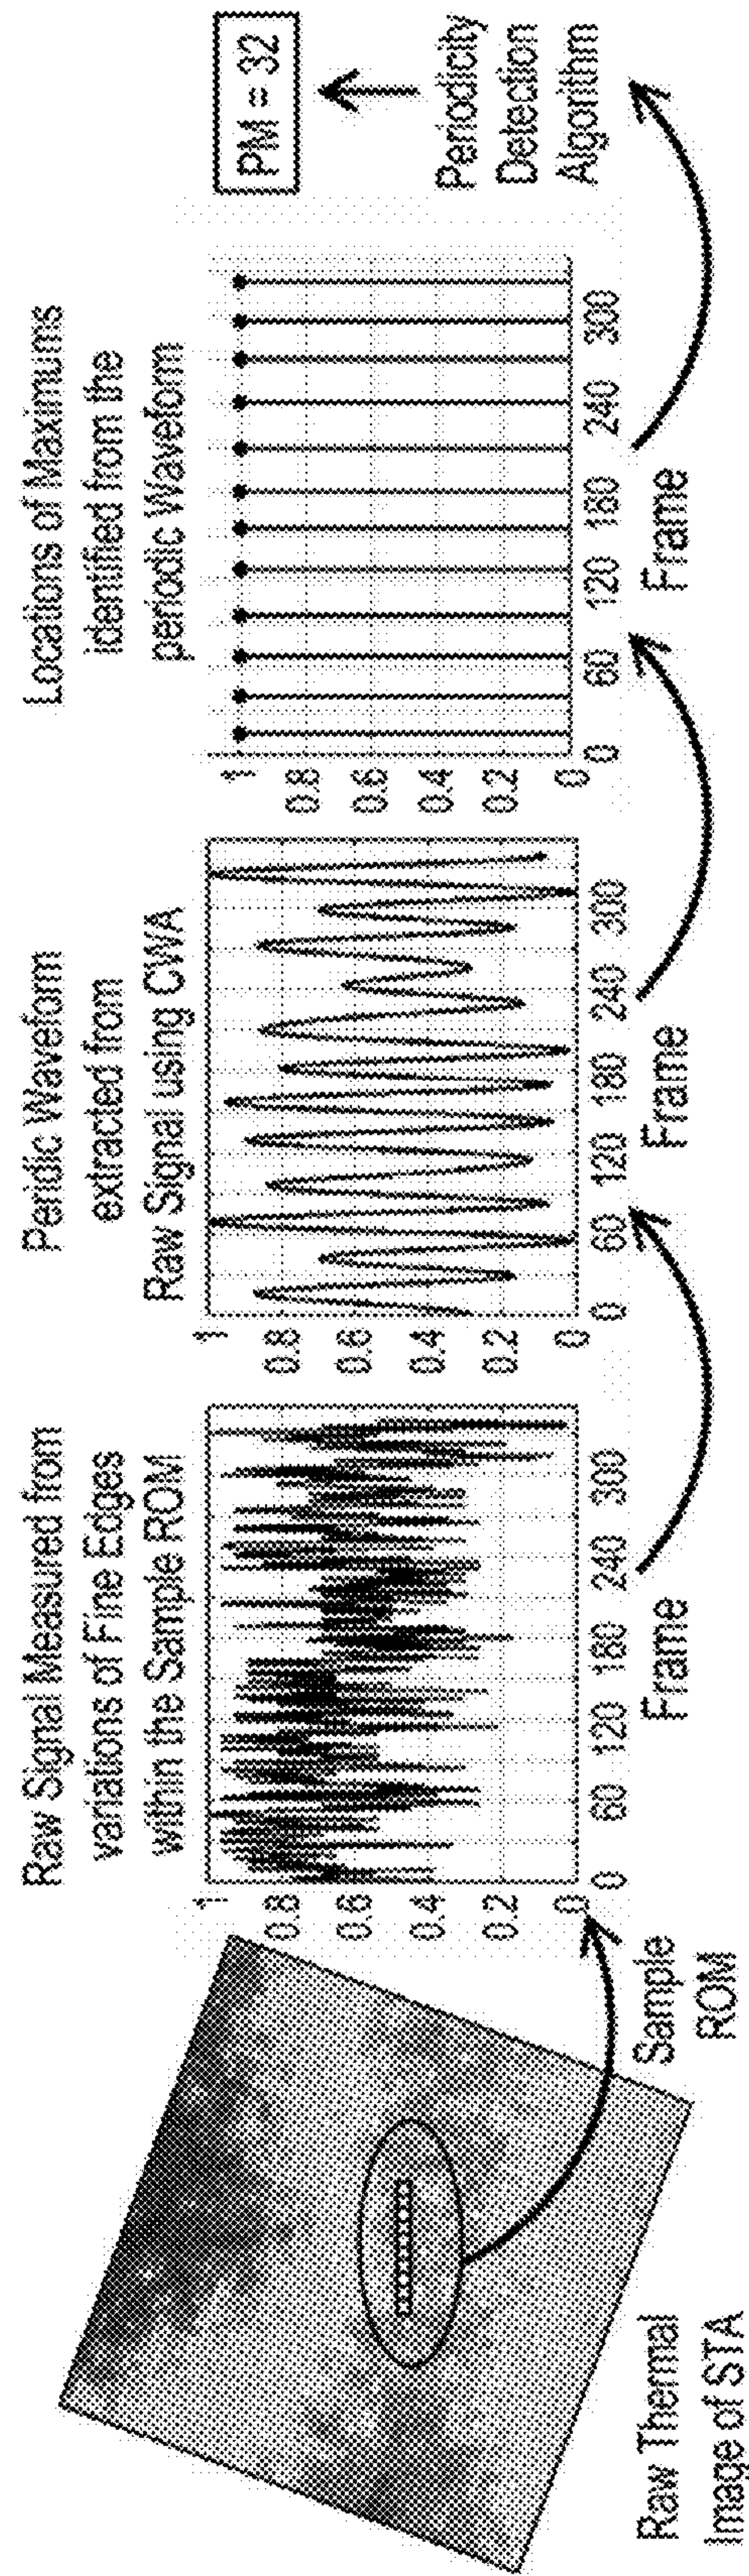 Raw Thermal
Image of STA
Sample
ROM
Raw Signal Measured from
variations of Fine Edges
within the Sample ROM
1
0.8
0.6
0.4
0.2
0
0 60 120 180 240 300
Frame
Peridic Waveform
extracted from
Raw Signal using CWA
1
0.8
0.6
0.4
0.2
0
0 60 120 180 240 300
Frame
Locations of Maximums
identified from the
periodic Waveform
1
0.8
0.6
0.4
0.2
0
0 60 120 180 240 300
Frame
PM = 32
Periodicity
Detection
Algorithm